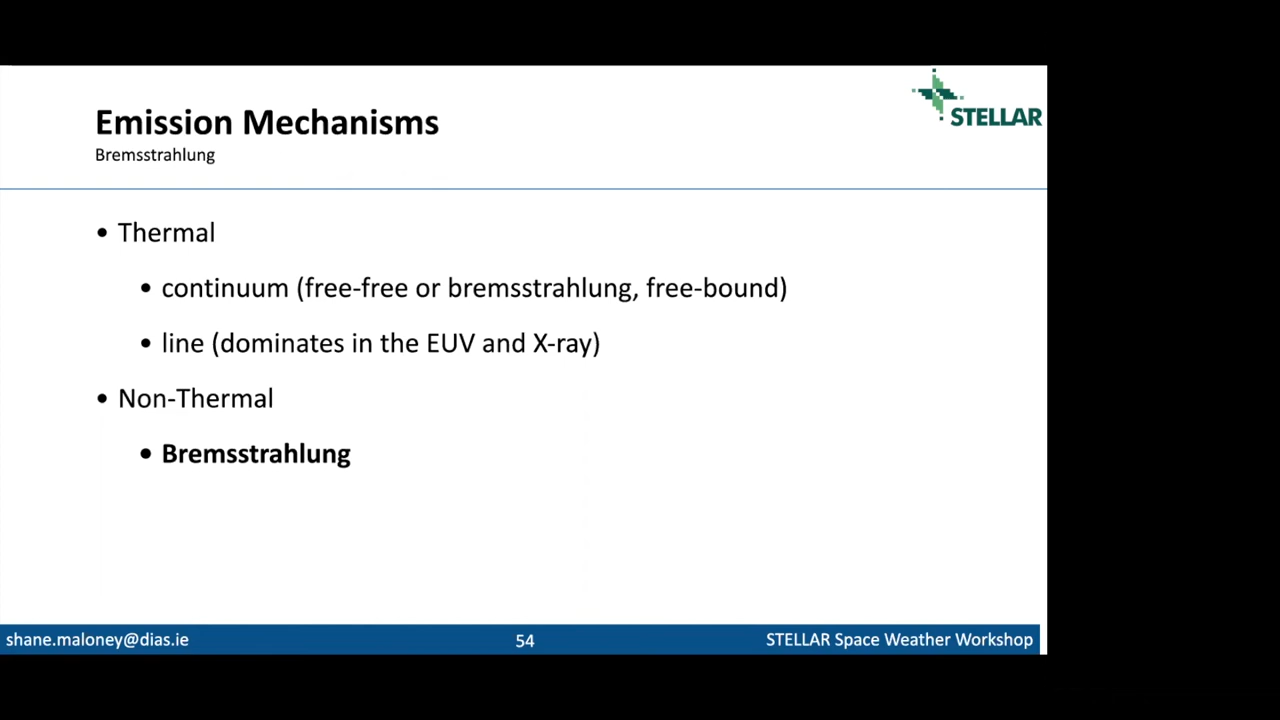 STELLAR
Emission Mechanisms
Bremsstrahlung
• Thermal
• continuum (free-free or bremsstrahlung, free-bound)
• line (dominates in the EUV and X-ray)
• Non-Thermal
• Bremsstrahlung
shane.maloney@dias.ie
54
STELLAR Space Weather Workshop